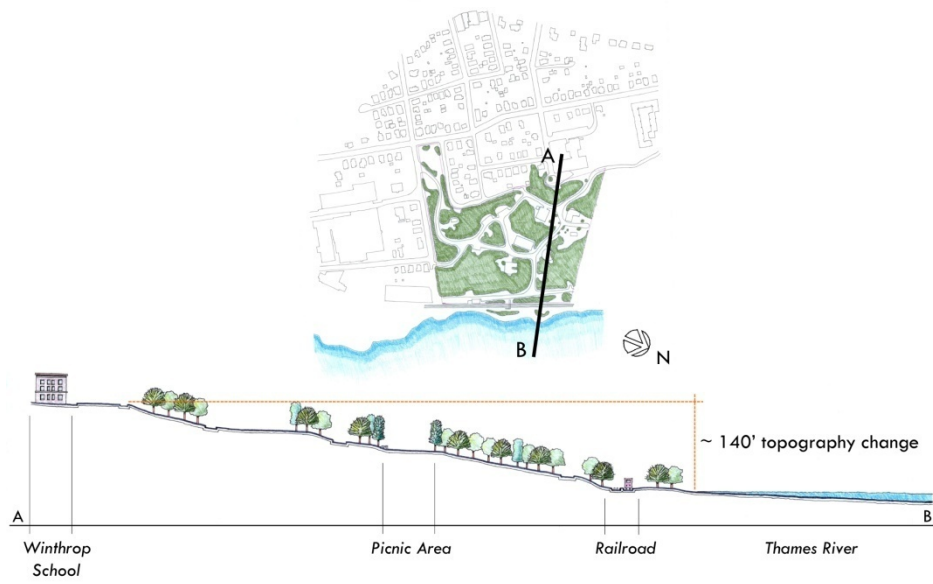 A
B
N
~ 140' topography change
A
B
Winthrop
School
Picnic Area
Railroad
Thames River